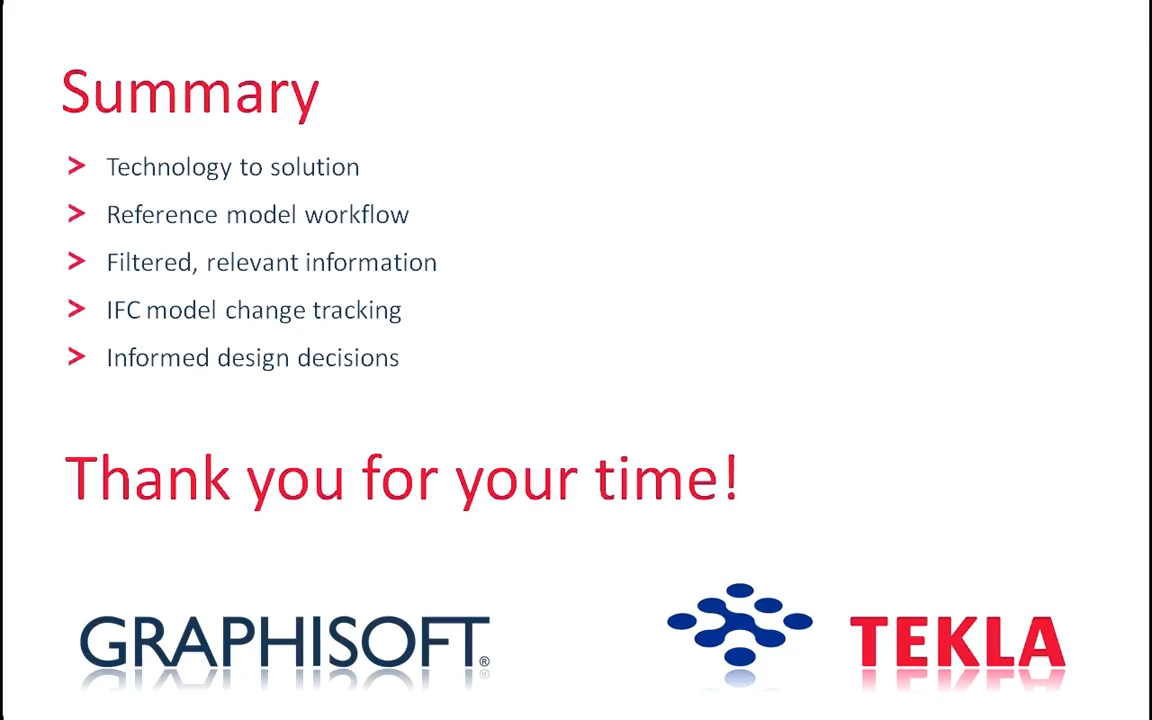 Summary
> Technology to solution
> Reference model workflow
> Filtered, relevant information
> IFC model change tracking
> Informed design decisions
Thank you for your time!
GRAPHISOFT®
TEKLA